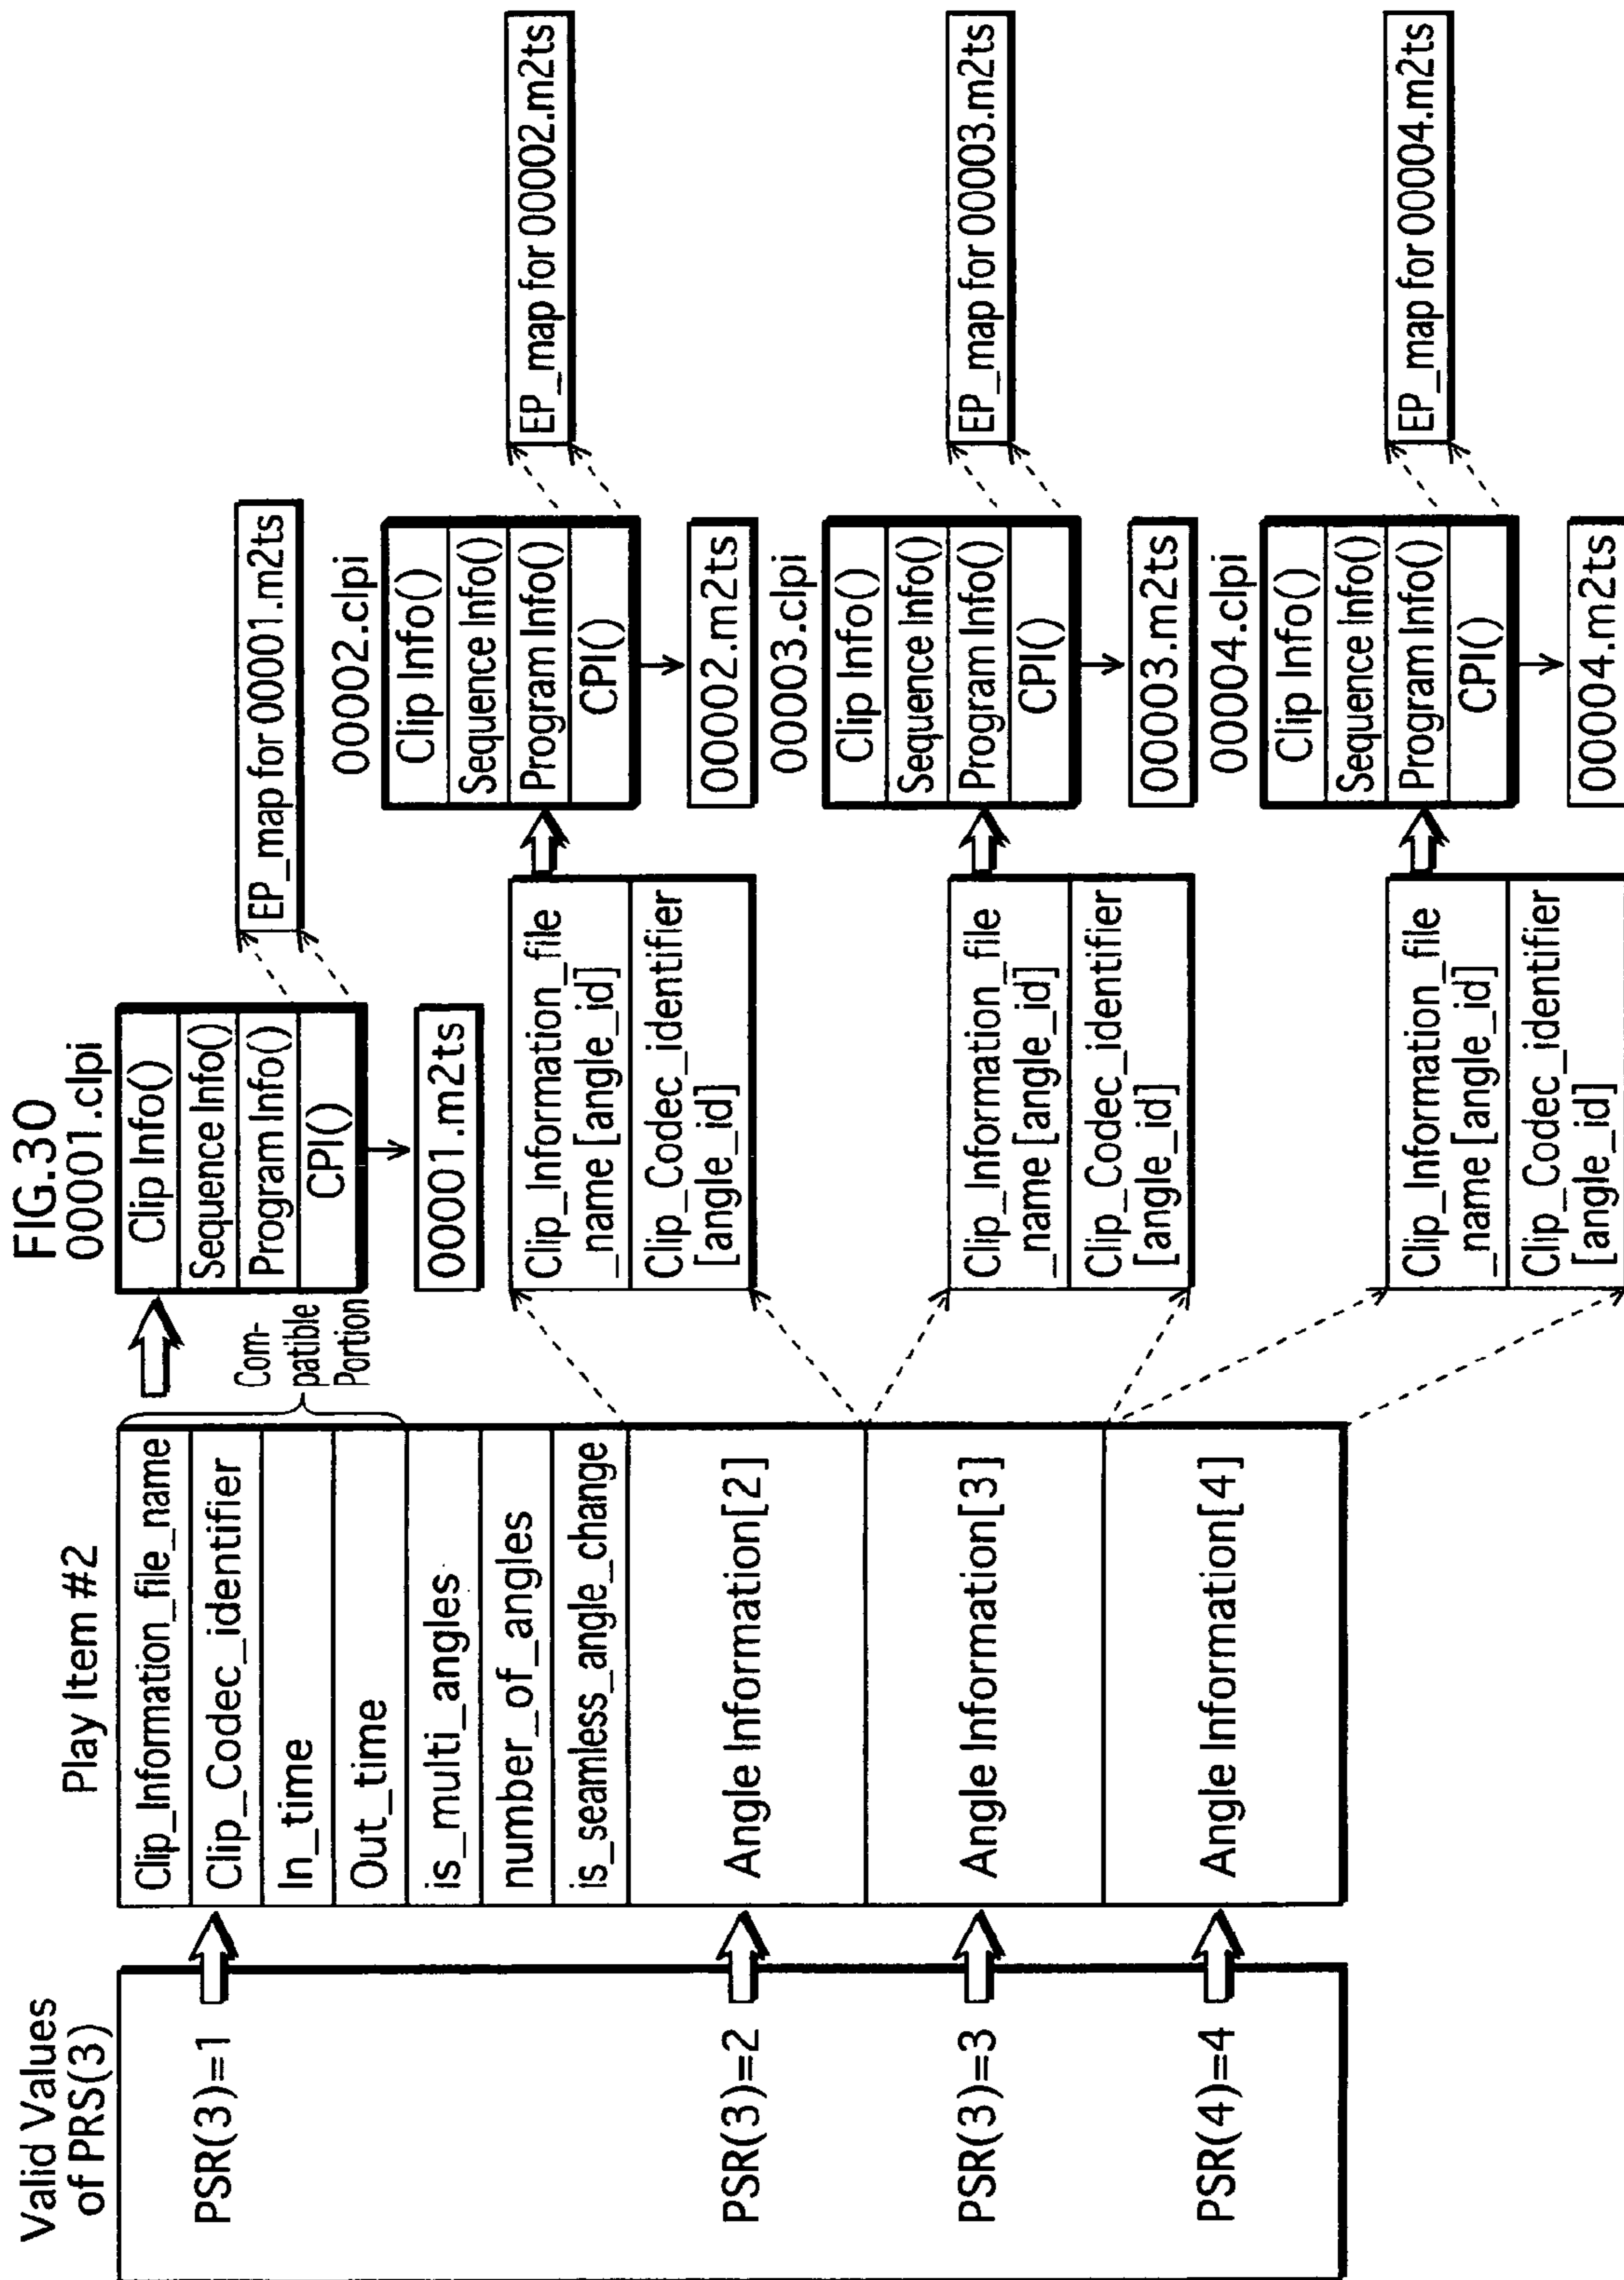 FIG.30
Valid Values
of PRS(3)
PSR(3)=1
PSR(3)=2
PSR(3)=3
PSR(4)=4
Play Item #2
Clip_Information_file_name
Clip_Codec_identifier
In_time
Out_time
is_multi_angles
number_of_angles
is_seamless_angle_change
Angle Information[2]
Angle Information[3]
Angle Information[4]
Com-
patible
Portion
00001.clpi
Clip Info()
Sequence Info()
Program Info()
CPI()
00001.m2ts
EP_map for 00001.m2ts
Clip_Information_file
_name [angle_id]
Clip_Codec_identifier
[angle_id]
00002.clpi
Clip Info()
Sequence Info()
Program Info()
CPI()
00002.m2ts
EP_map for 00002.m2ts
Clip_Information_file
_name [angle_id]
Clip_Codec_identifier
[angle_id]
00003.clpi
Clip Info()
Sequence Info()
Program Info()
CPI()
00003.m2ts
EP_map for 00003.m2ts
Clip_Information_file
_name [angle_id]
Clip_Codec_identifier
[angle_id]
00004.clpi
Clip Info()
Sequence Info()
Program Info()
CPI()
00004.m2ts
EP_map for 00004.m2ts